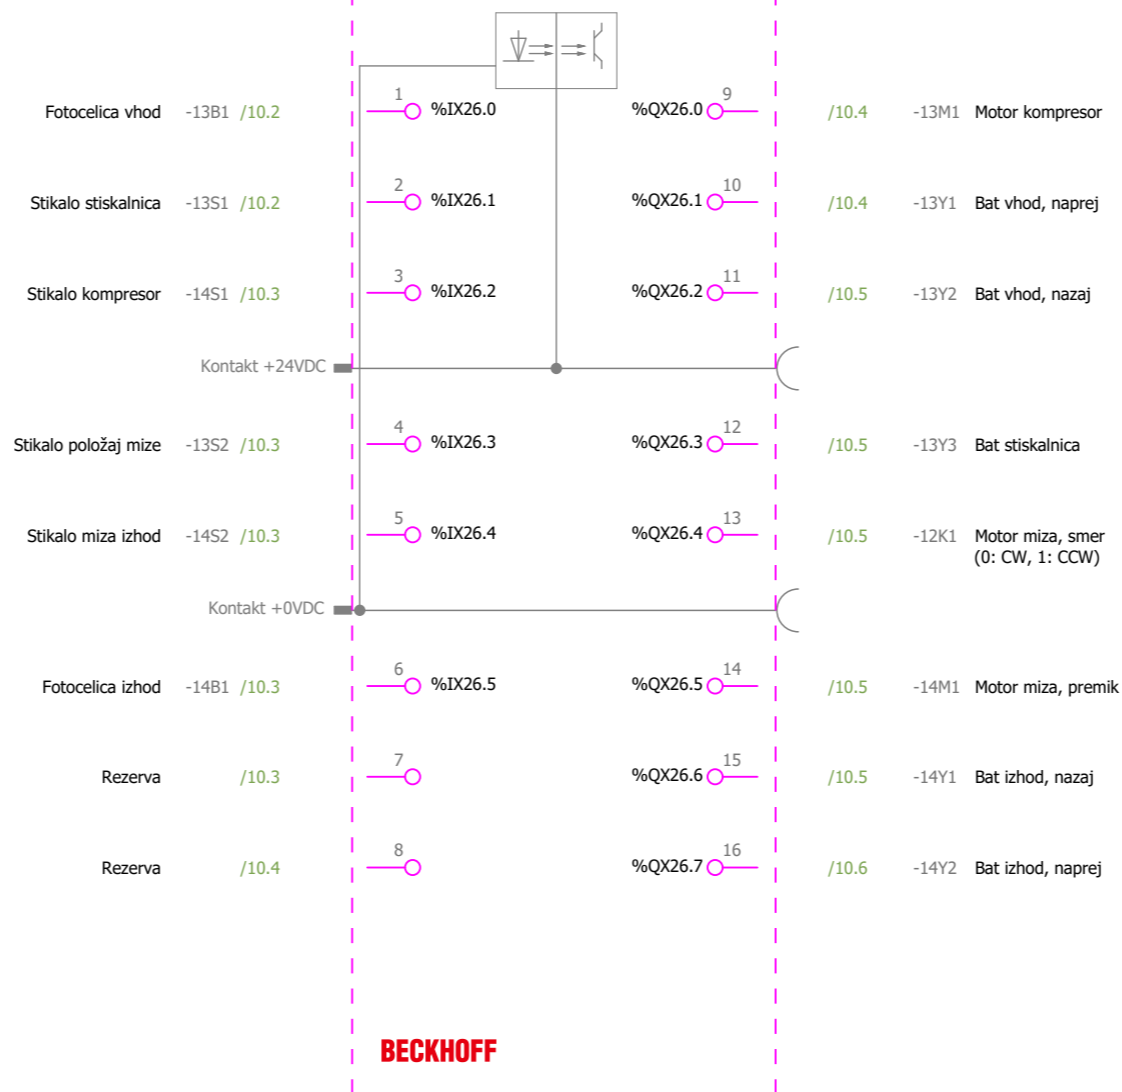 Fotocelica vhod -13B1 /10.2 1 %IX26.0 %QX26.0 9 /10.4 -13M1 Motor kompresor
Stikalo stiskalnica -13S1 /10.2 2 %IX26.1 %QX26.1 10 /10.4 -13Y1 Bat vhod, naprej
Stikalo kompresor -14S1 /10.3 3 %IX26.2 %QX26.2 11 /10.5 -13Y2 Bat vhod, nazaj
Kontakt +24VDC
Stikalo položaj mize -13S2 /10.3 4 %IX26.3 %QX26.3 12 /10.5 -13Y3 Bat stiskalnica
Stikalo miza izhod -14S2 /10.3 5 %IX26.4 %QX26.4 13 /10.5 -12K1 Motor miza, smer
(0: CW, 1: CCW)
Kontakt +0VDC
Fotocelica izhod -14B1 /10.3 6 %IX26.5 %QX26.5 14 /10.5 -14M1 Motor miza, premik
Rezerva /10.3 7 %QX26.6 15 /10.5 -14Y1 Bat izhod, nazaj
Rezerva /10.4 8 %QX26.7 16 /10.6 -14Y2 Bat izhod, naprej
BECKHOFF